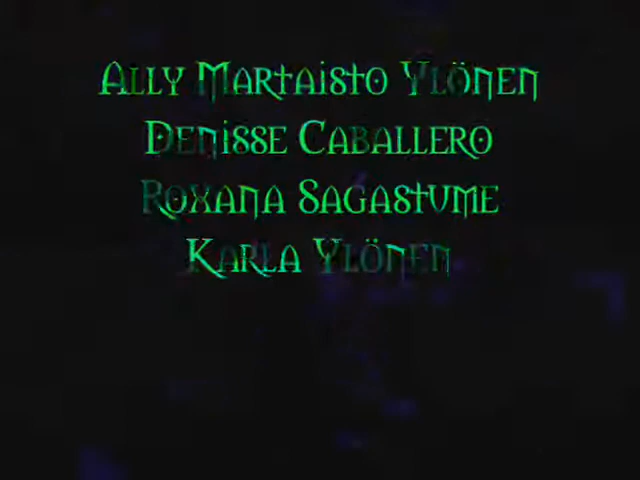 Ally Martaisto Ylönen
Denisse Caballero
Roxana Sagastume
Karla Ylönen